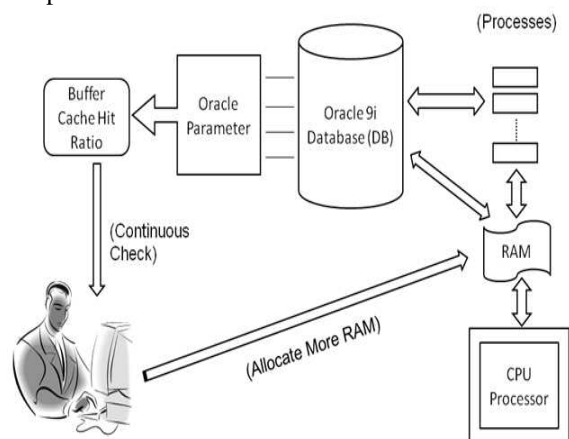 (Processes)
Buffer
Cache Hit
Ratio
Oracle
Parameter
Oracle 9i
Database (DB)
(Continuous
Check)
RAM
(Allocate More RAM)
CPU
Processor